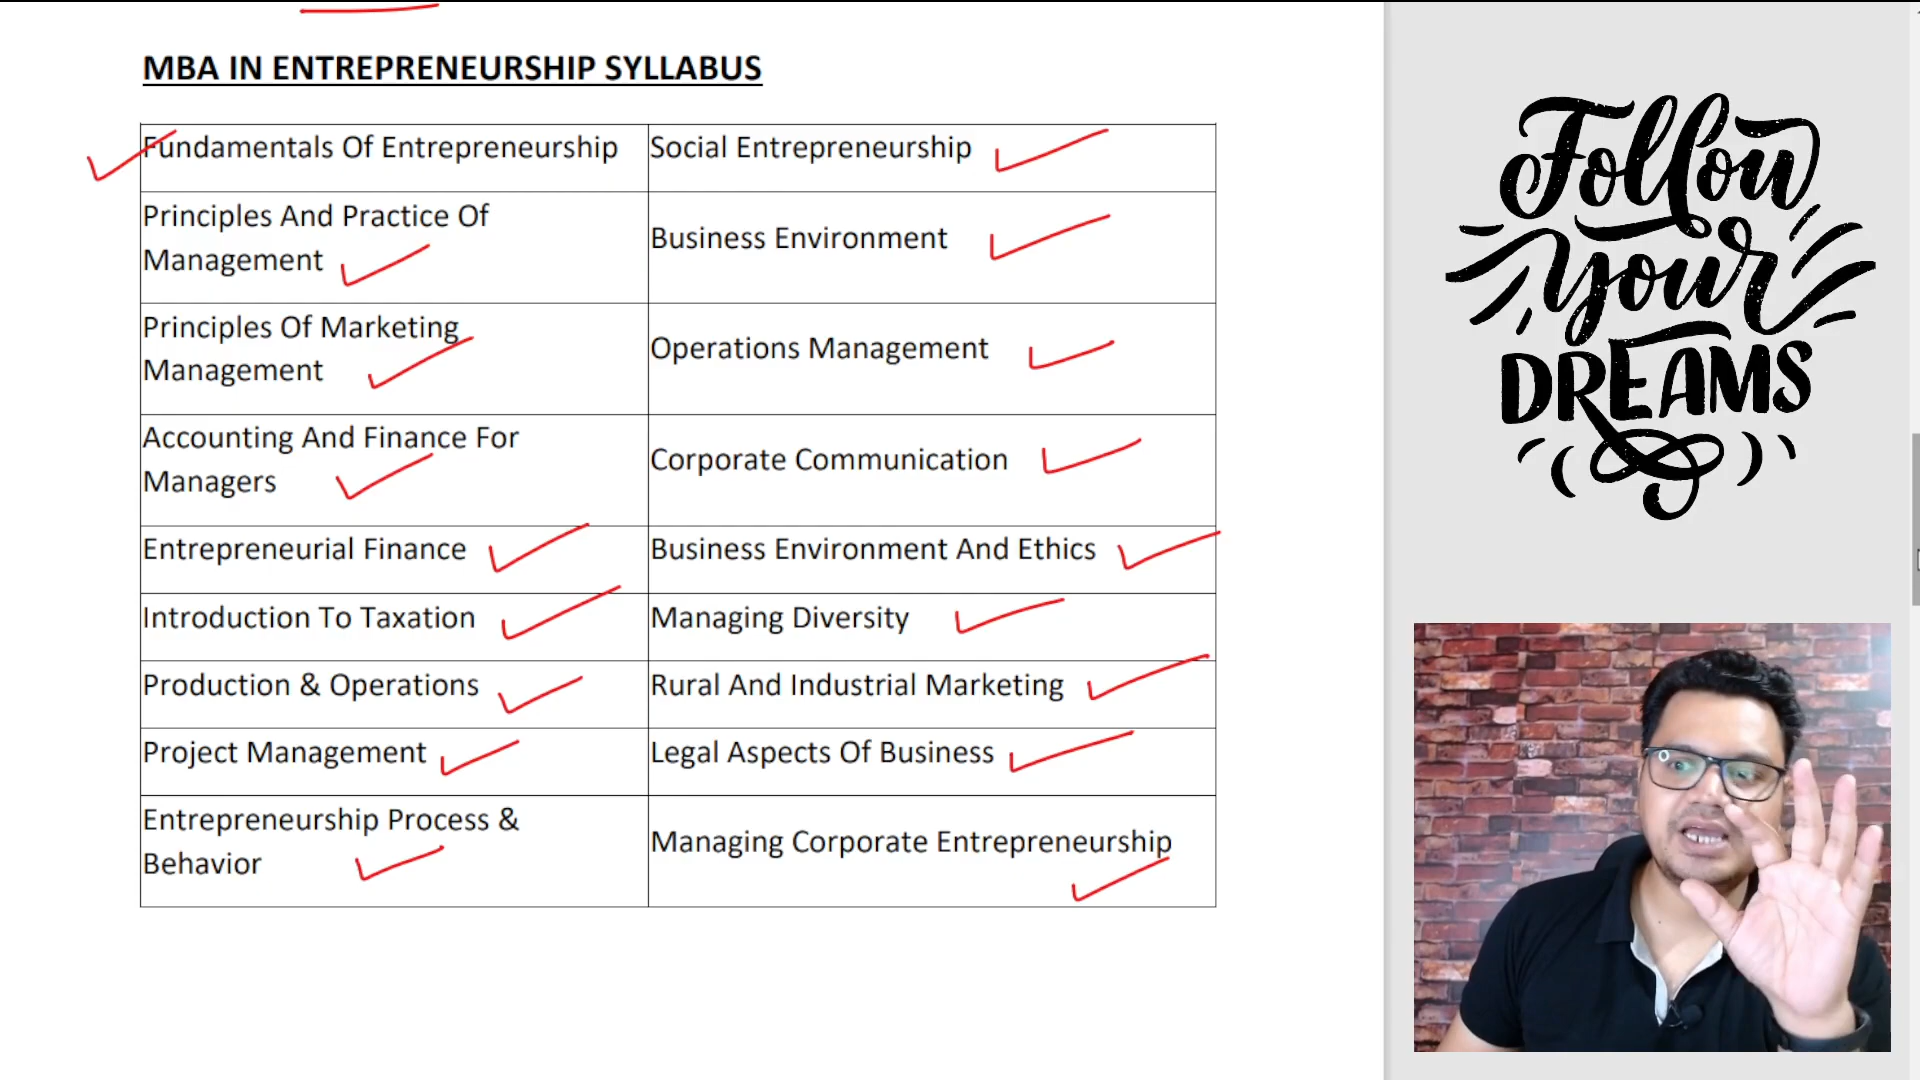 MBA IN ENTREPRENEURSHIP SYLLABUS
Fundamentals Of Entrepreneurship
Social Entrepreneurship
Principles And Practice Of
Management
Business Environment
Principles Of Marketing
Management
Operations Management
Accounting And Finance For
Managers
Corporate Communication
Entrepreneurial Finance
Business Environment And Ethics
Introduction To Taxation
Managing Diversity
Production & Operations
Rural And Industrial Marketing
Project Management
Legal Aspects Of Business
Entrepreneurship Process &
Behavior
Managing Corporate Entrepreneurship
Follow
Your
DREAMS